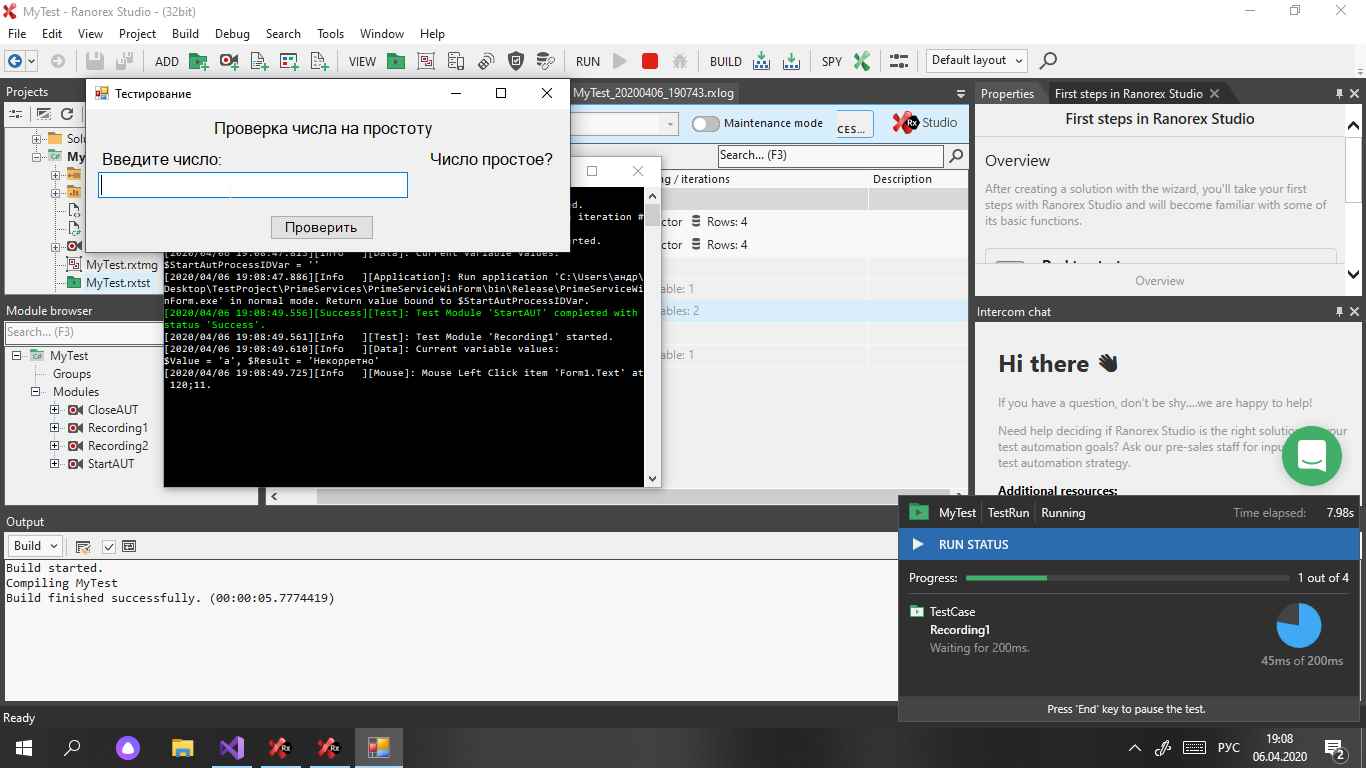 MyTest - Ranorex Studio - (32bit)
File Edit View Project Build Debug Search Tools Window Help
ADD VIEW RUN BUILD SPY Default layout
Projects
MyTest.rxtmg
MyTest.rxtst
Module browser
Search... (F3)
MyTest
Groups
Modules
CloseAUT
Recording1
Recording2
StartAUT
Тестирование
Проверка числа на простоту
Введите число:
Число простое?
Проверить
MyTest_20200406_190743.rxlog
Maintenance mode
CES...
Rx Studio
Search... (F3)
/ iterations
Description
Rows: 4
Rows: 4
able: 1
ables: 2
able: 1
iteration #
$StartAutProcessIDVar = ''
[2020/04/06 19:08:47.886][Info ][Application]: Run application 'C:\Users\андр\
Desktop\TestProject\PrimeServices\PrimeServiceWinForm\bin\Release\PrimeServiceWi
nForm.exe' in normal mode. Return value bound to $StartAutProcessIDVar.
[2020/04/06 19:08:49.556][Success][Test]: Test Module 'StartAUT' completed with
status 'Success'.
[2020/04/06 19:08:49.561][Info ][Test]: Test Module 'Recording1' started.
[2020/04/06 19:08:49.610][Info ][Data]: Current variable values:
$Value = 'a', $Result = 'Некорретно'
[2020/04/06 19:08:49.725][Info ][Mouse]: Mouse Left Click item 'Form1.Text' at
120;11.
Properties
First steps in Ranorex Studio
First steps in Ranorex Studio
Overview
After creating a solution with the wizard, you'll take your first
steps with Ranorex Studio and will become familiar with some of
its basic functions.
Overview
Intercom chat
Hi there
If you have a question, don't be shy....we are happy to help!
Need help deciding if Ranorex Studio is the right solution your
test automation goals? Ask our pre-sales staff for
test automation strategy.
Additional resources:
Output
Build
Build started.
Compiling MyTest
Build finished successfully. (00:00:05.7774419)
MyTest TestRun Running Time elapsed: 7.98s
RUN STATUS
Progress: 1 out of 4
TestCase
Recording1
Waiting for 200ms.
45ms of 200ms
Press 'End' key to pause the test.
Ready
РУС
19:08
06.04.2020
2